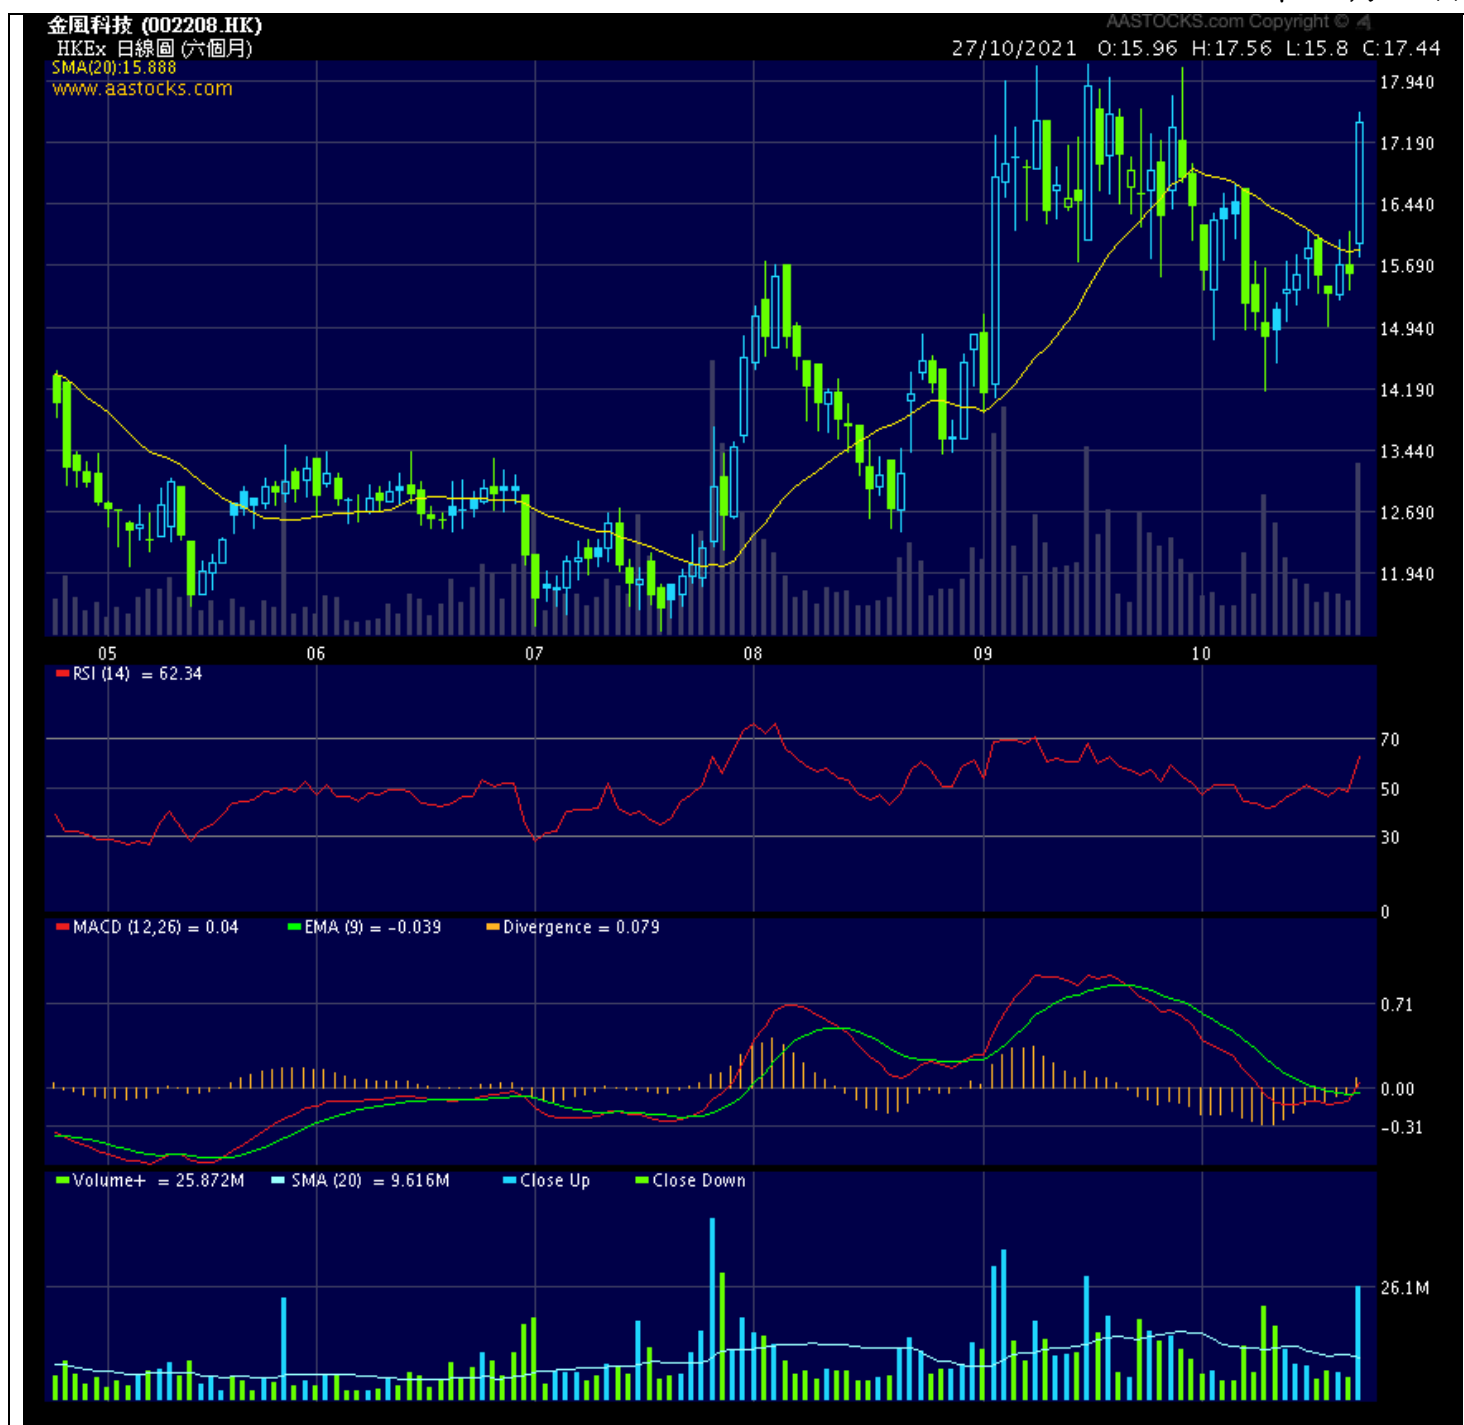 AASTOCKS.com Copyright ©
金風科技 (002208.HK)
HKEx 日線圖 (六個月)
27/10/2021 O:15.96 H:17.56 L:15.8 C:17.44
SMA(20):15.888
www.aastocks.com
17.940
17.190
16.440
15.690
14.940
14.190
13.440
12.690
11.940
05 06 07 08 09 10
RSI (14) = 62.34
70
50
30
0
MACD (12,26) = 0.04 EMA (9) = -0.039 Divergence = 0.079
0.71
0.00
-0.31
Volume+ = 25.872M SMA (20) = 9.616M Close Up Close Down
26.1M